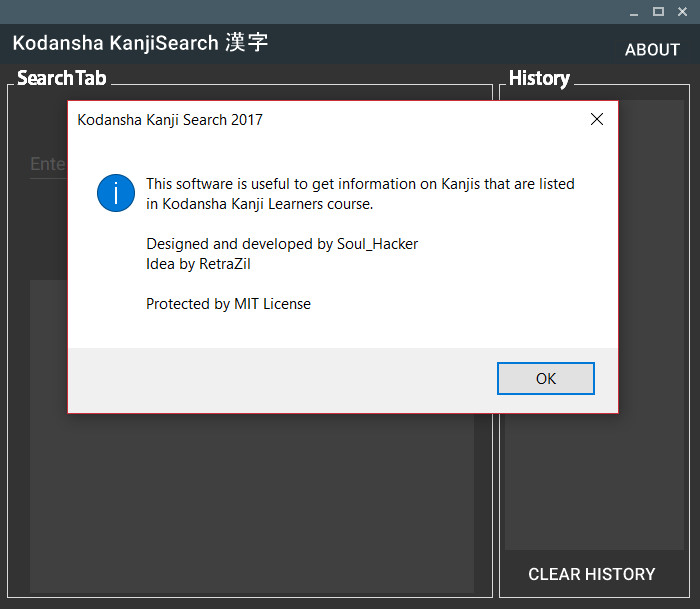 Kodansha KanjiSearch 漢字
ABOUT
Search Tab
History
Kodansha Kanji Search 2017
Ente
This software is useful to get information on Kanjis that are listed
in Kodansha Kanji Learners course.
Designed and developed by Soul_Hacker
Idea by RetraZil
Protected by MIT License
OK
CLEAR HISTORY